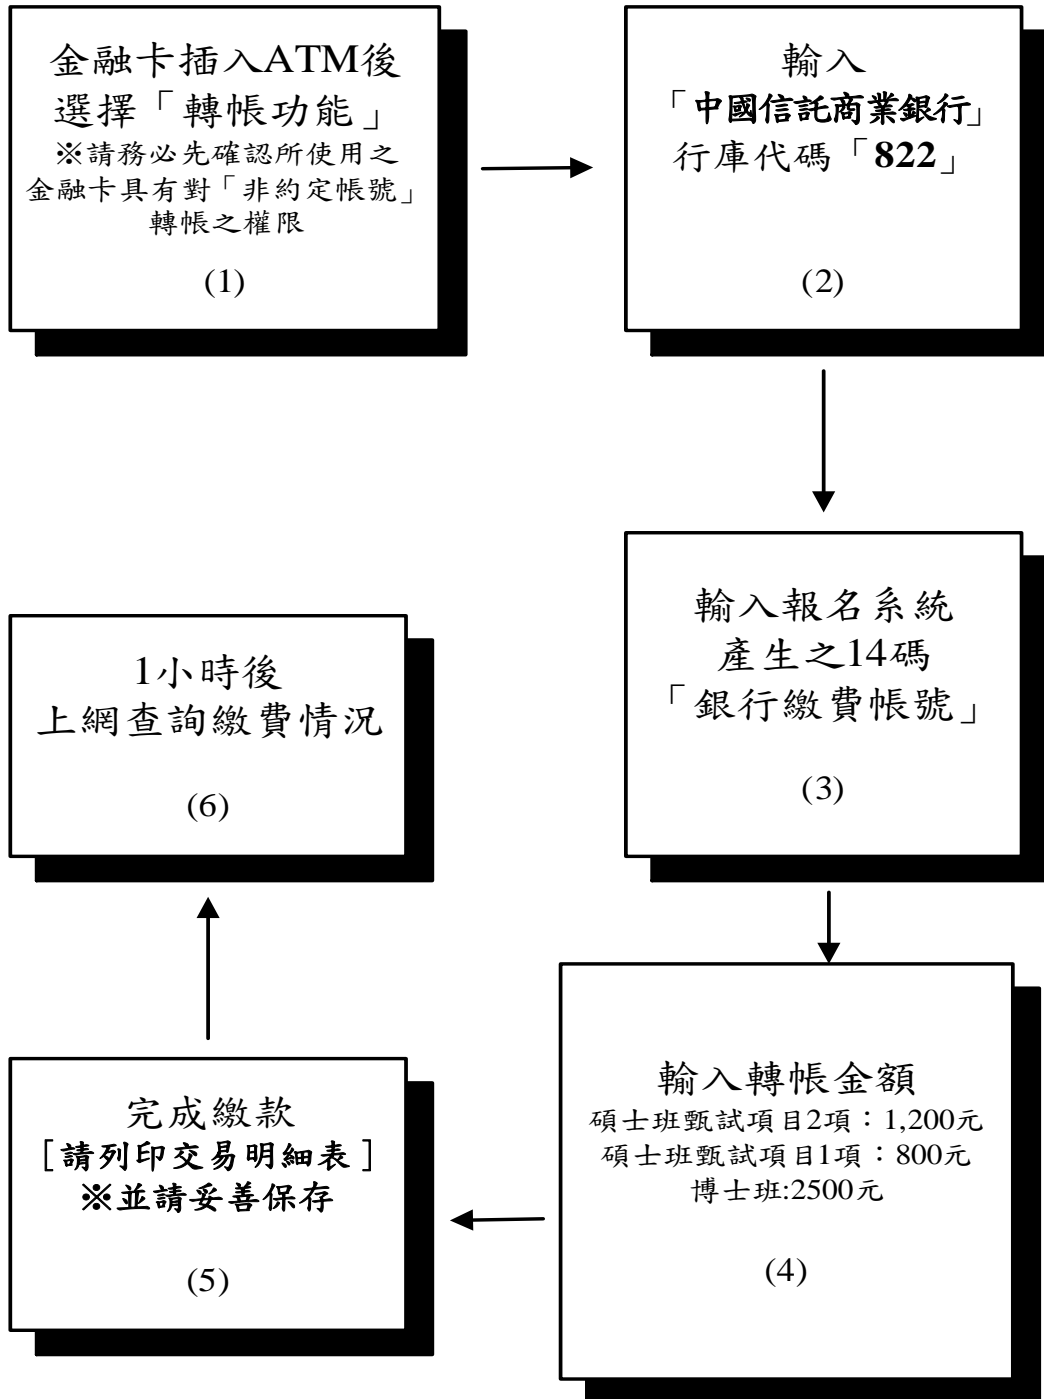 金融卡插入ATM後
選擇「轉帳功能」
※請務必先確認所使用之
金融卡具有對「非約定帳號」
轉帳之權限
(1)
輸入
「中國信託商業銀行」
行庫代碼「822」
(2)
輸入報名系統
產生之14碼
「銀行繳費帳號」
(3)
輸入轉帳金額
碩士班甄試項目2項：1,200元
碩士班甄試項目1項：800元
博士班:2500元
(4)
完成繳款
[請列印交易明細表]
※並請妥善保存
(5)
1小時後
上網查詢繳費情況
(6)